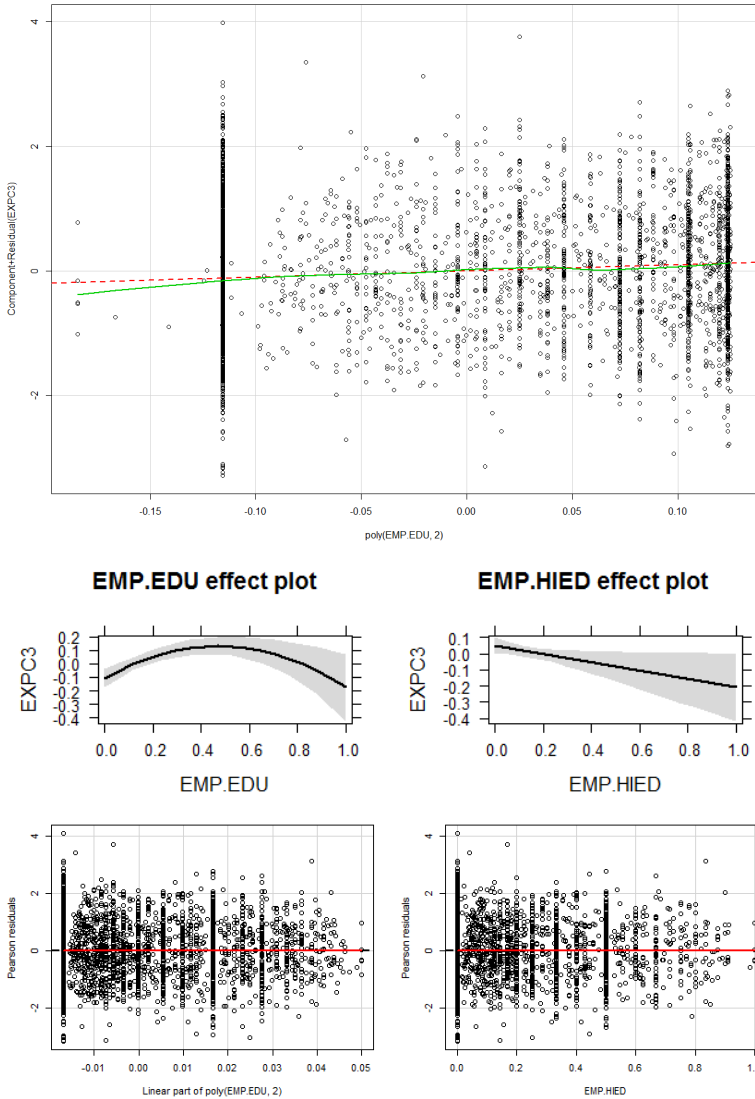 4
2
0
-2
Component+Residual(EXPC3)
-0.15 -0.10 -0.05 0.00 0.05 0.10
poly(EMP.EDU, 2)
EMP.EDU effect plot EMP.HIED effect plot
EXPC3
0.2
0.1
0.0
-0.1
-0.2
-0.3
-0.4
0.0 0.2 0.4 0.6 0.8 1.0
EMP.EDU
EXPC3
0.1
0.0
-0.1
-0.2
-0.3
-0.4
0.0 0.2 0.4 0.6 0.8 1.0
EMP.HIED
Pearson residuals
4
2
0
-2
-0.01 0.00 0.01 0.02 0.03 0.04 0.05
Linear part of poly(EMP.EDU, 2)
Pearson residuals
4
2
0
-2
0.0 0.2 0.4 0.6 0.8 1.0
EMP.HIED